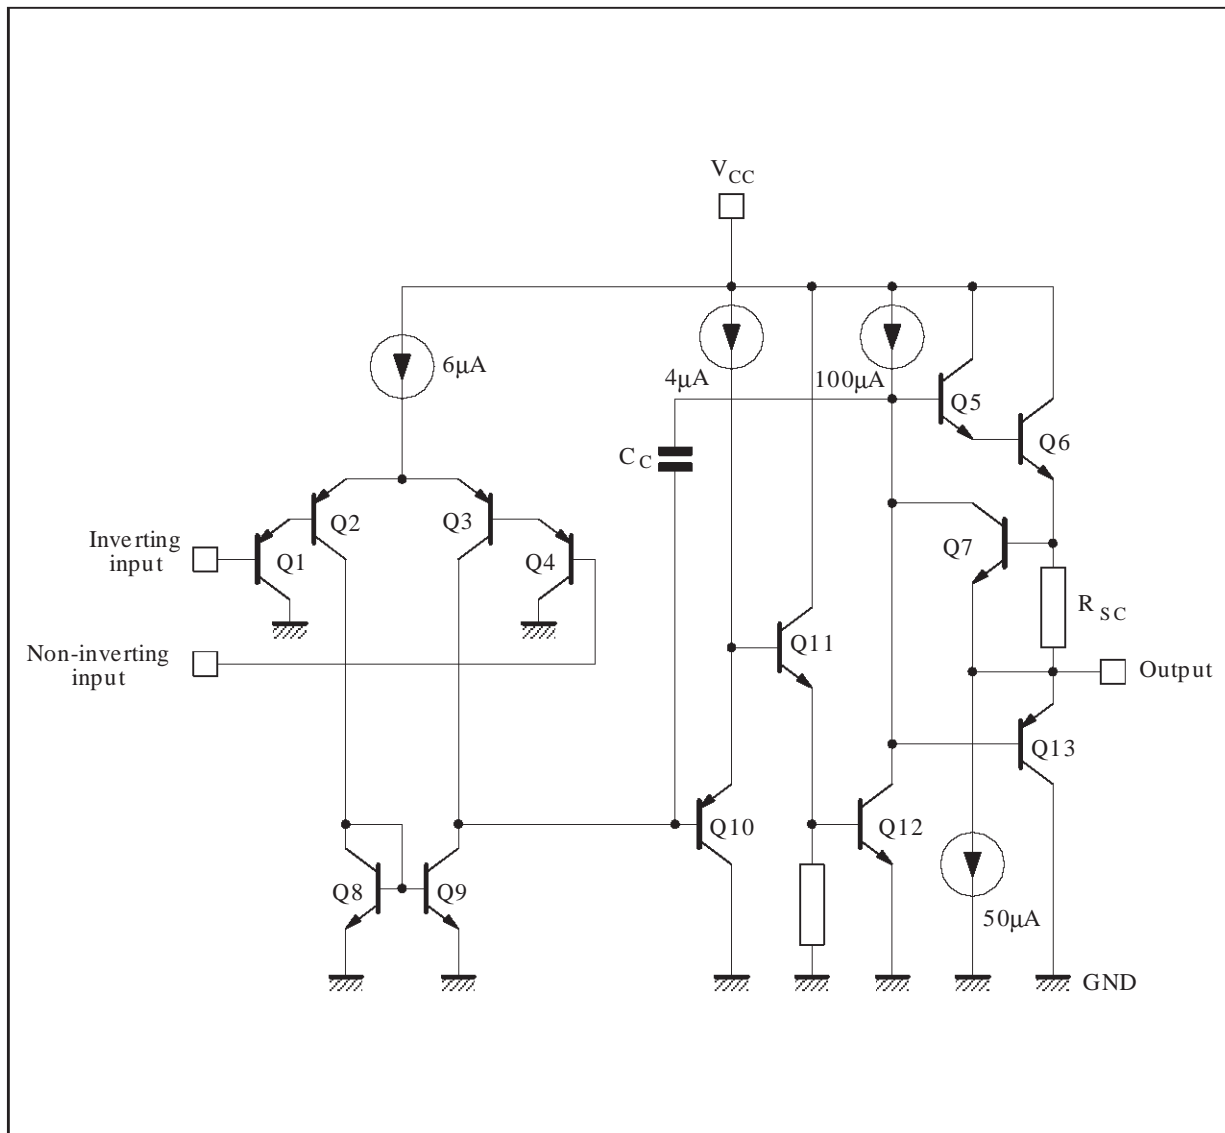 V CC
6μA
4μA
100μA
Q5
Q6
C C
Q2
Q3
Inverting
input
Q1
Q4
Q7
R SC
Non-inverting
input
Q11
Output
Q13
Q10
Q12
Q8
Q9
50μA
GND